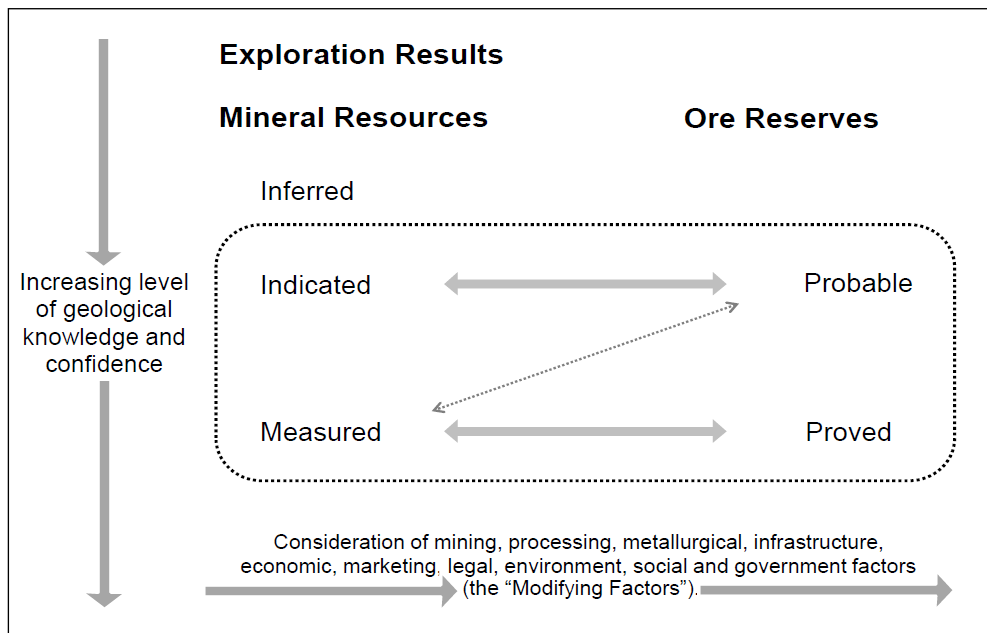 Exploration Results
Mineral Resources
Ore Reserves
Inferred
Increasing level
of geological
knowledge and
confidence
Indicated
Probable
Measured
Proved
Consideration of mining, processing, metallurgical, infrastructure,
economic, marketing, legal, environment, social and government factors
(the “Modifying Factors”).